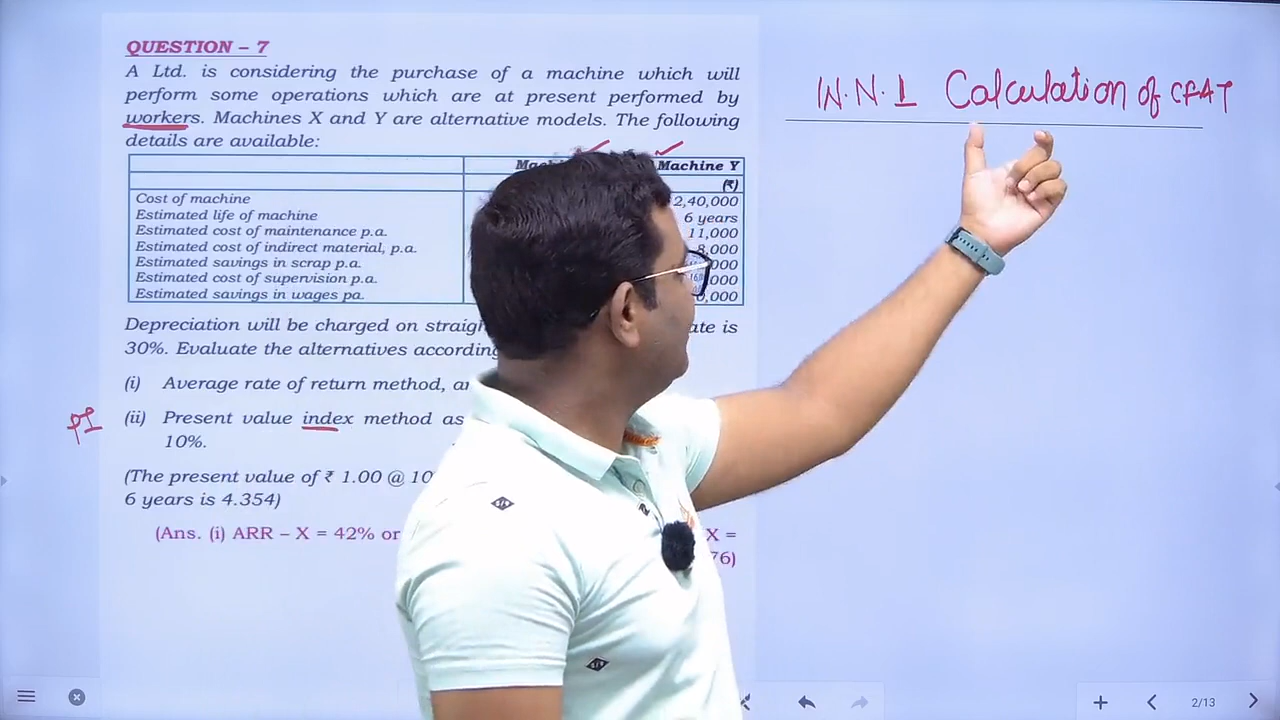 QUESTION – 7
A Ltd. is considering the purchase of a machine which will
perform some operations which are at present performed by
workers. Machines X and Y are alternative models. The following
details are available:
Machine Y
(₹)
Cost of machine 2,40,000
Estimated life of machine 6 years
Estimated cost of maintenance p.a. 11,000
Estimated cost of indirect material, p.a. 8,000
Estimated savings in scrap p.a. 000
Estimated cost of supervision p.a. ,000
Estimated savings in wages pa. ,000
Depreciation will be charged on straigh ate is
30%. Evaluate the alternatives accordin
(i) Average rate of return method, a
PI (ii) Present value index method as
10%.
(The present value of ₹ 1.00 @ 10
6 years is 4.354)
(Ans. (i) ARR – X = 42% or X =
76)
W.N.1 Calculation of CFAT
2/13